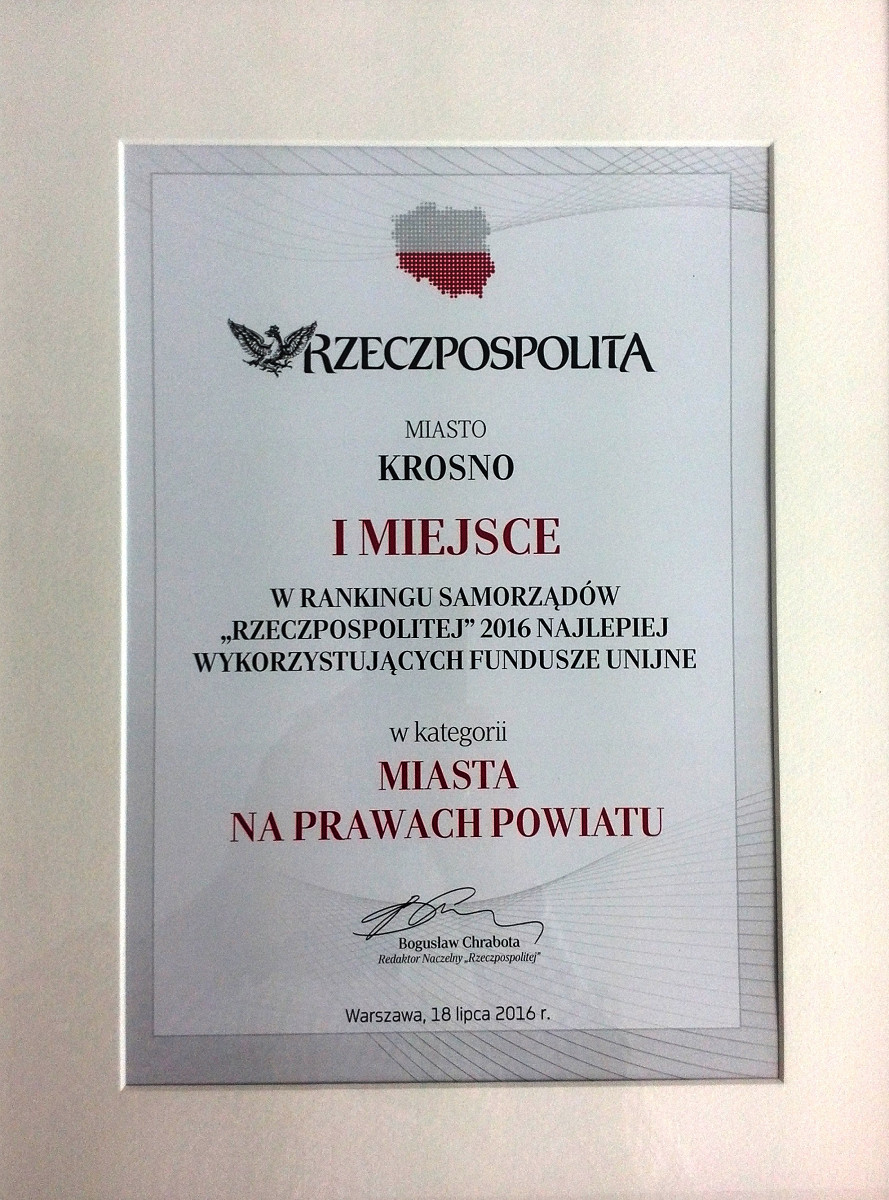 RZECZPOSPOLITA
MIASTO
KROSNO
I MIEJSCE
W RANKINGU SAMORZĄDÓW
„RZECZPOSPOLITEJ” 2016 NAJLEPIEJ
WYKORZYSTUJĄCYCH FUNDUSZE UNIJNE
w kategorii
MIASTA
NA PRAWACH POWIATU
Bogusław Chrabota
Redaktor Naczelny „Rzeczpospolitej”
Warszawa, 18 lipca 2016 r.